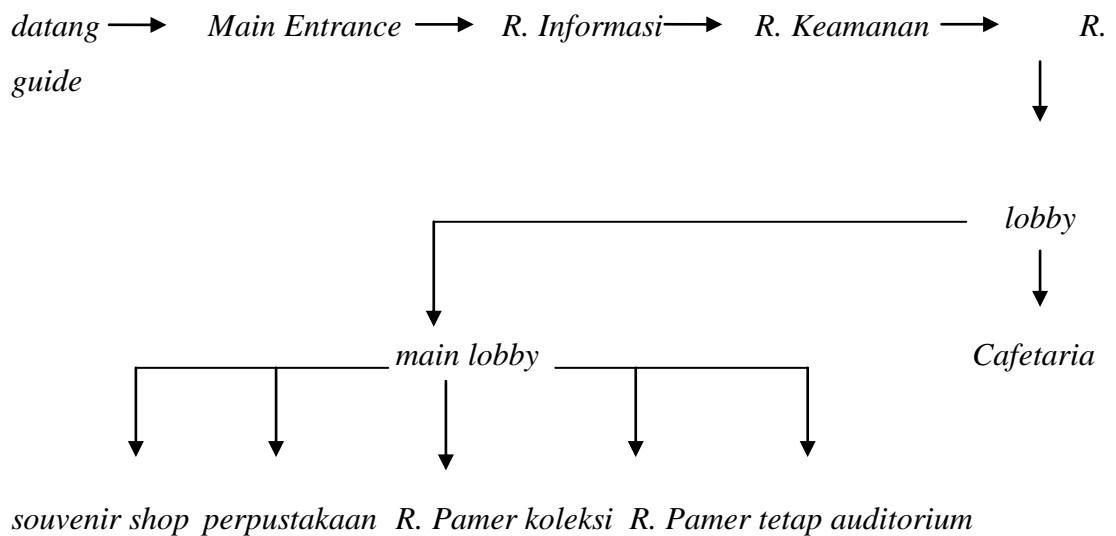 datang Main Entrance R. Informasi R. Keamanan R.
guide
lobby
main lobby Cafetaria
souvenir shop perpustakaan R. Pamer koleksi R. Pamer tetap auditorium